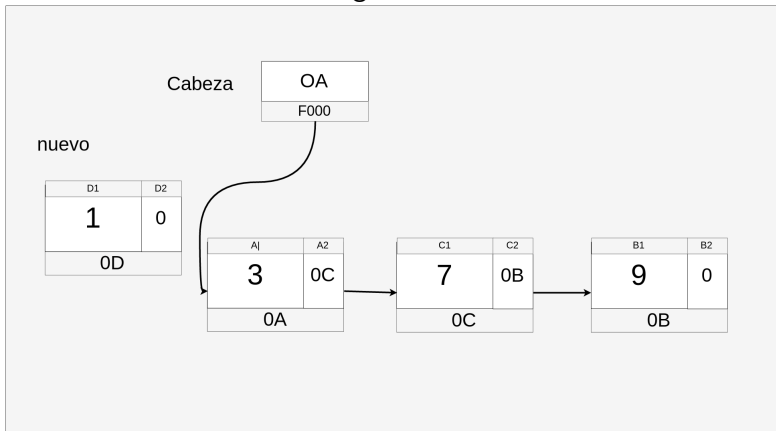 Cabeza
OA
F000
nuevo
D1 D2
1 0
0D
A| A2
3 0C
0A
C1 C2
7 0B
0C
B1 B2
9 0
0B